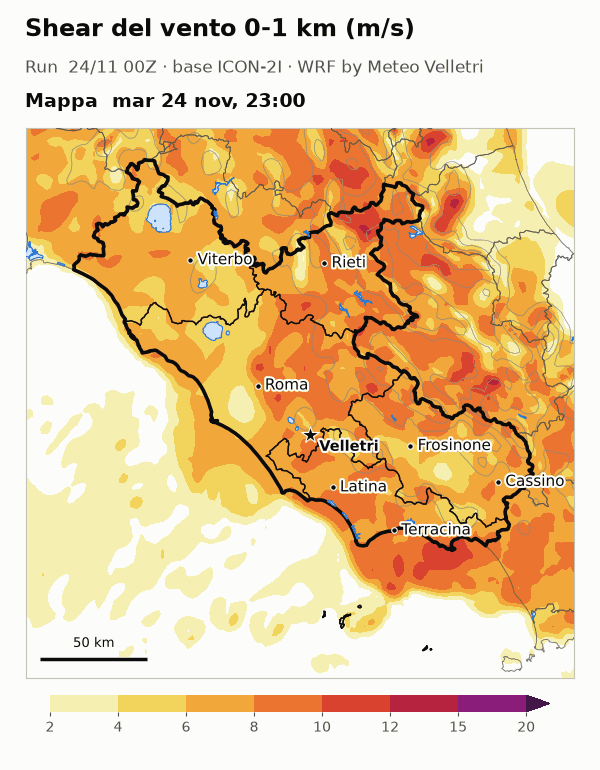 Shear del vento 0-1 km (m/s)
Run  24/11 00Z · base ICON-2I · WRF by Meteo Velletri
Mappa  mar 24 nov, 23:00
Viterbo
Rieti
Roma
Velletri
Frosinone
Cassino
Latina
Terracina
50 km
2 4 6 8 10 12 15 20